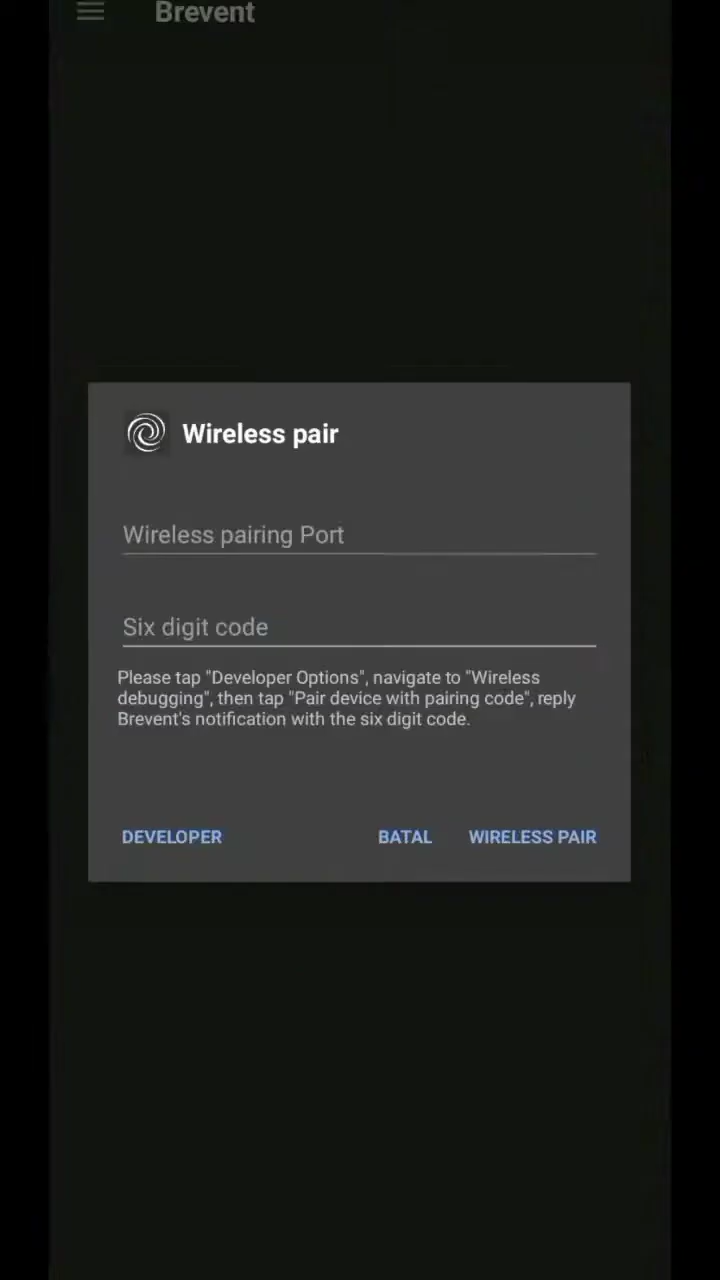 Brevent
Wireless pair
Wireless pairing Port
Six digit code
Please tap "Developer Options", navigate to "Wireless
debugging", then tap "Pair device with pairing code", reply
Brevent's notification with the six digit code.
DEVELOPER BATAL WIRELESS PAIR